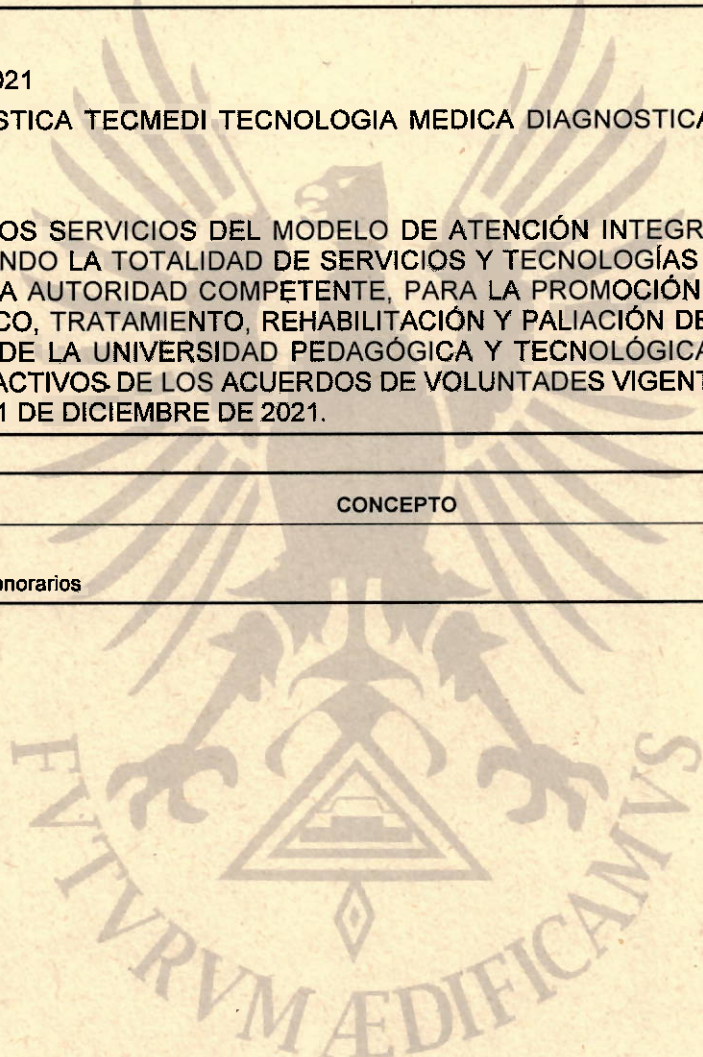 021
STICA TECMEDI TECNOLOGIA MEDICA DIAGNOSTICA
OS SERVICIOS DEL MODELO DE ATENCIÓN INTEGR
NDO LA TOTALIDAD DE SERVICIOS Y TECNOLOGÍAS
A AUTORIDAD COMPETENTE, PARA LA PROMOCIÓN
CO, TRATAMIENTO, REHABILITACIÓN Y PALIACIÓN DE
DE LA UNIVERSIDAD PEDAGÓGICA Y TECNOLÓGICA
ACTIVOS DE LOS ACUERDOS DE VOLUNTADES VIGENT
1 DE DICIEMBRE DE 2021.
CONCEPTO
onorarios
FVTVRVM ÆDIFICAMVS